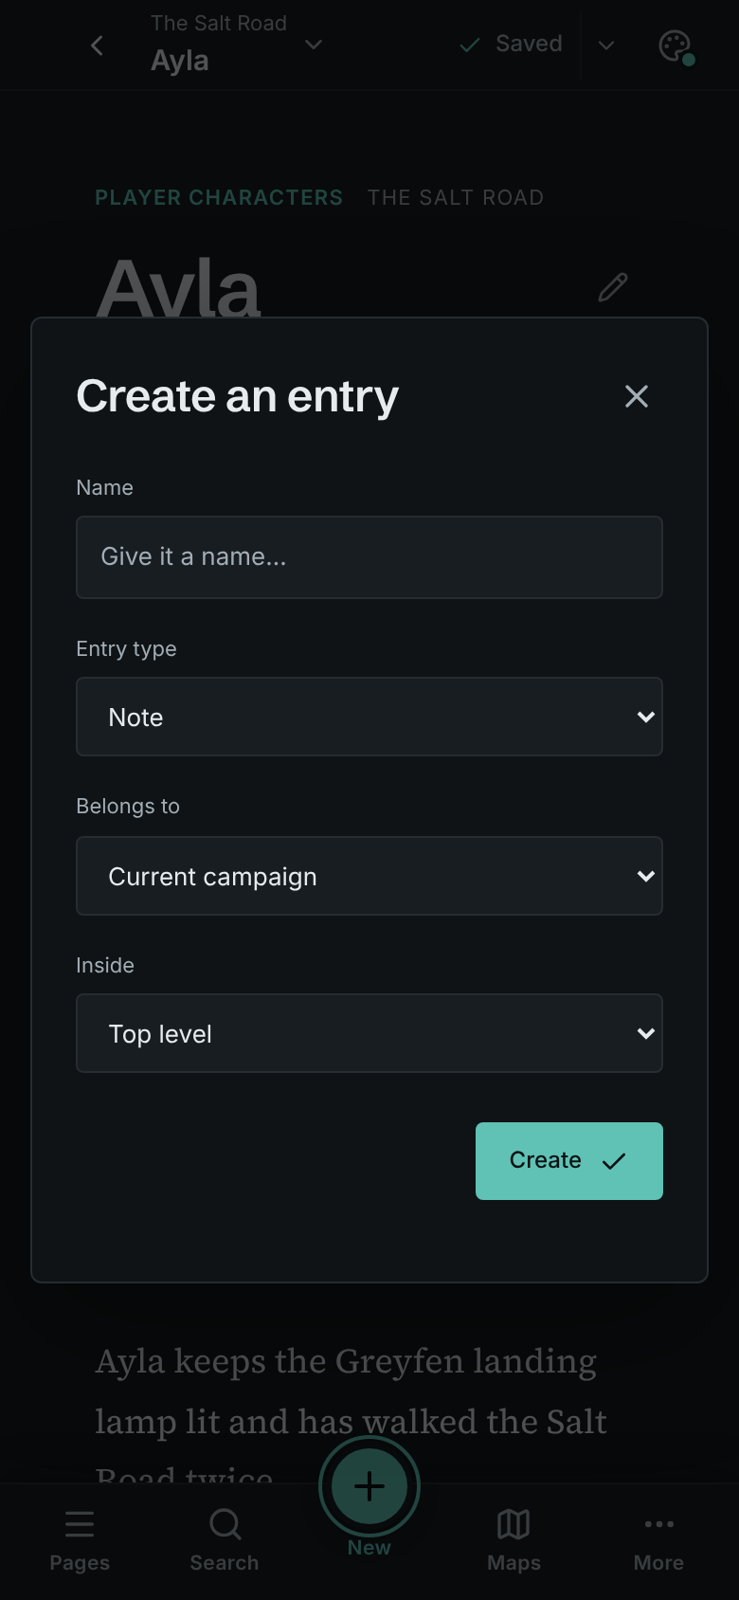 The Salt Road
Ayla
Saved
PLAYER CHARACTERS THE SALT ROAD
Ayla
Create an entry
Name
Give it a name...
Entry type
Note
Belongs to
Current campaign
Inside
Top level
Create
Ayla keeps the Greyfen landing
lamp lit and has walked the Salt
Road twice
New
Pages
Search
Maps
More